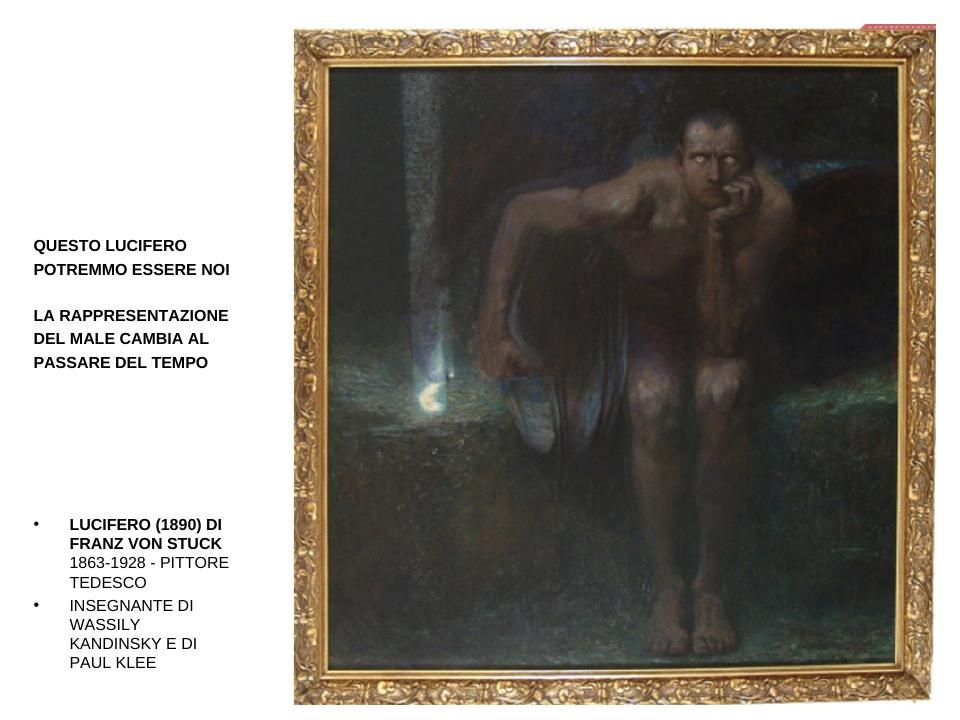 QUESTO LUCIFERO
POTREMMO ESSERE NOI
LA RAPPRESENTAZIONE
DEL MALE CAMBIA AL
PASSARE DEL TEMPO
• LUCIFERO (1890) DI
FRANZ VON STUCK
1863-1928 - PITTORE
TEDESCO
• INSEGNANTE DI
WASSILY
KANDINSKY E DI
PAUL KLEE